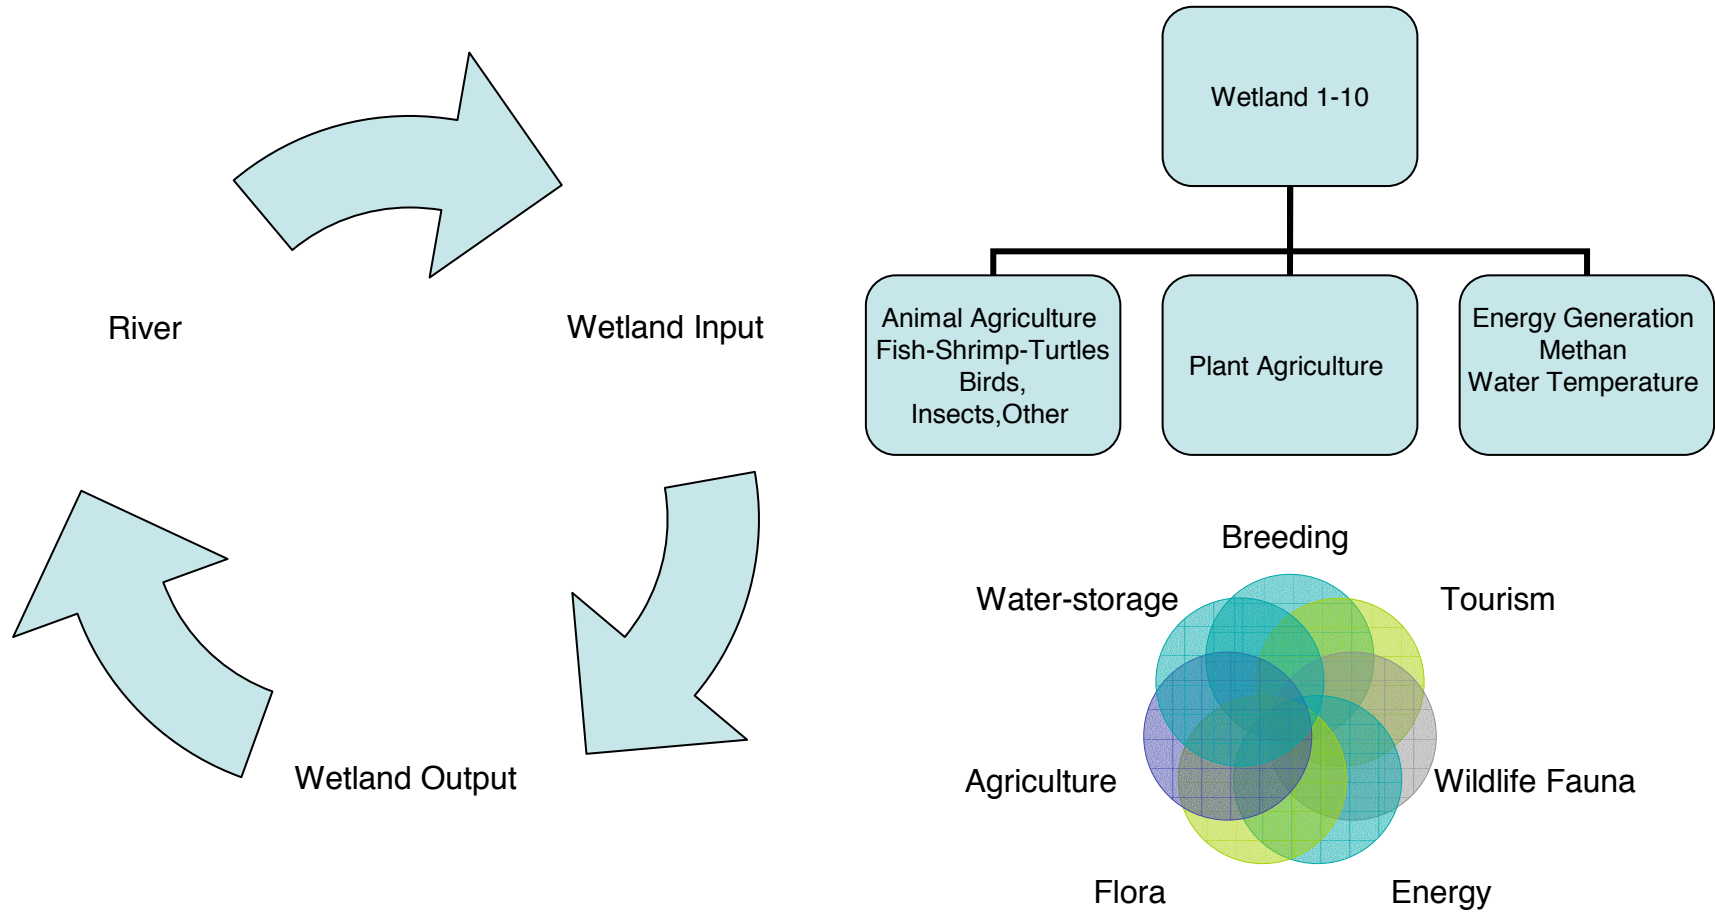 River
Wetland Input
Wetland Output
Wetland 1-10
Animal Agriculture
Fish-Shrimp-Turtles
Birds,
Insects,Other
Plant Agriculture
Energy Generation
Methan
Water Temperature
Breeding
Water-storage
Tourism
Agriculture
Wildlife Fauna
Flora
Energy